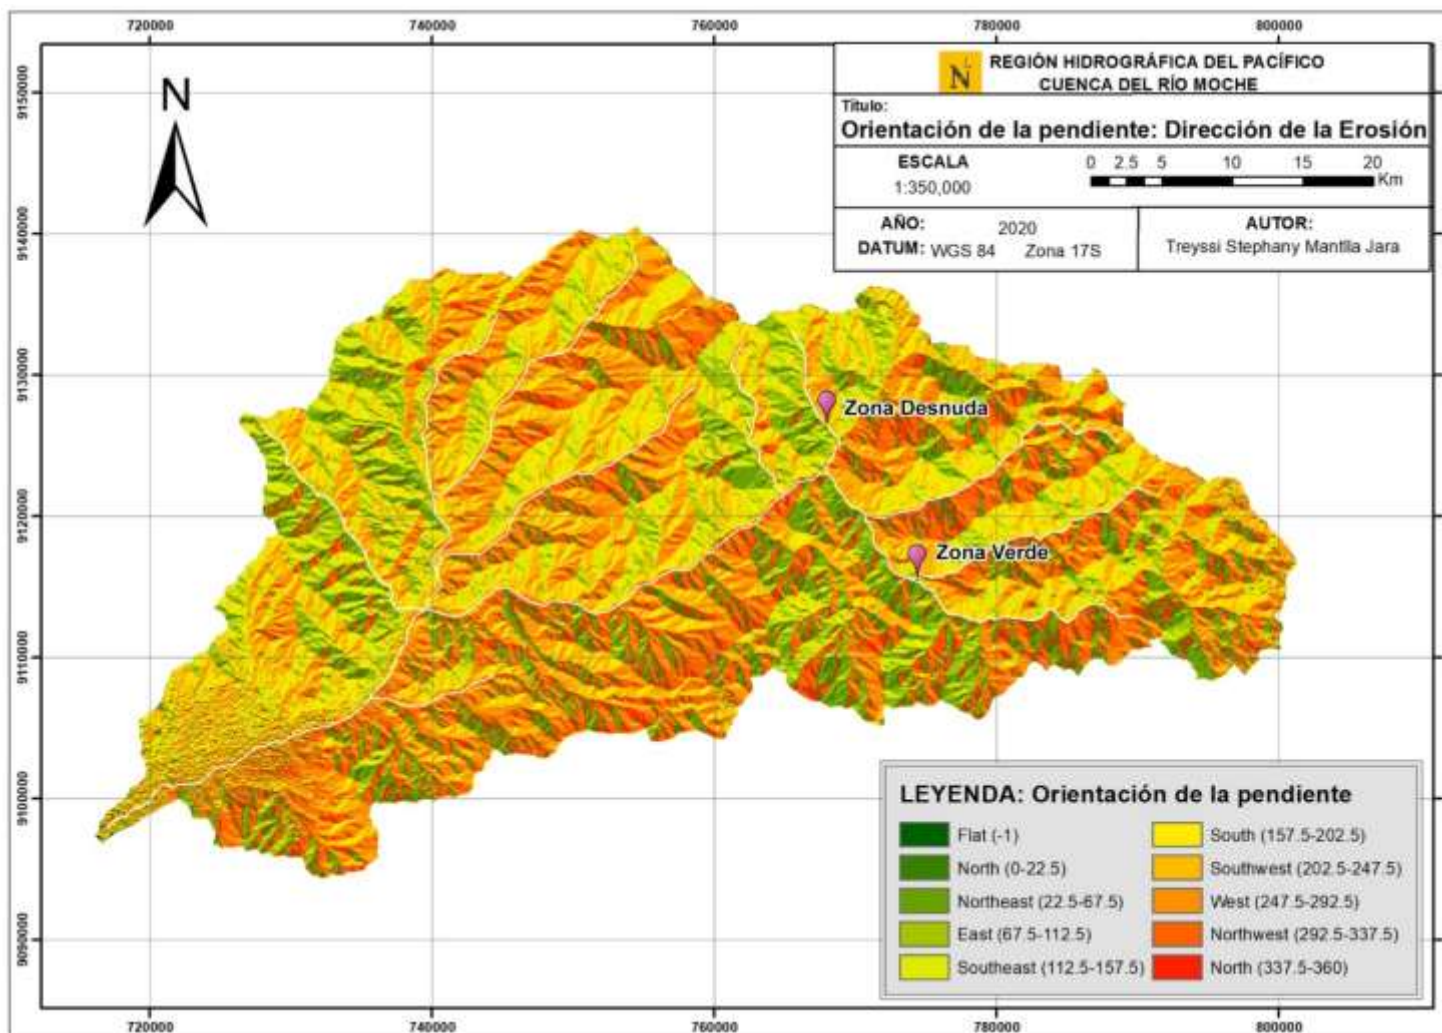 720000 740000 760000 780000 800000
9150000
9140000
9130000
9120000
9110000
9100000
9090000
N
N
REGIÓN HIDROGRÁFICA DEL PACÍFICO
CUENCA DEL RÍO MOCHE
Título:
Orientación de la pendiente: Dirección de la Erosión
ESCALA
1:350,000
0 2.5 5 10 15 20
Km
AÑO: 2020
DATUM: WGS 84 Zona 17S
AUTOR:
Treyssi Stephany Mantlla Jara
Zona Desnuda
Zona Verde
LEYENDA: Orientación de la pendiente
Flat (-1)
North (0-22.5)
Northeast (22.5-67.5)
East (67.5-112.5)
Southeast (112.5-157.5)
South (157.5-202.5)
Southwest (202.5-247.5)
West (247.5-292.5)
Northwest (292.5-337.5)
North (337.5-360)
720000 740000 760000 780000 800000